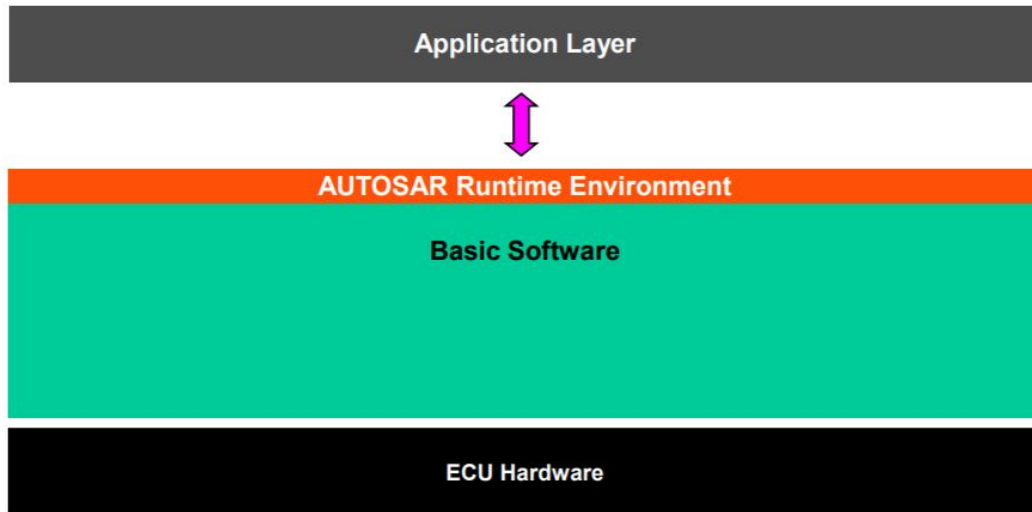 Application Layer
AUTOSAR Runtime Environment
Basic Software
ECU Hardware